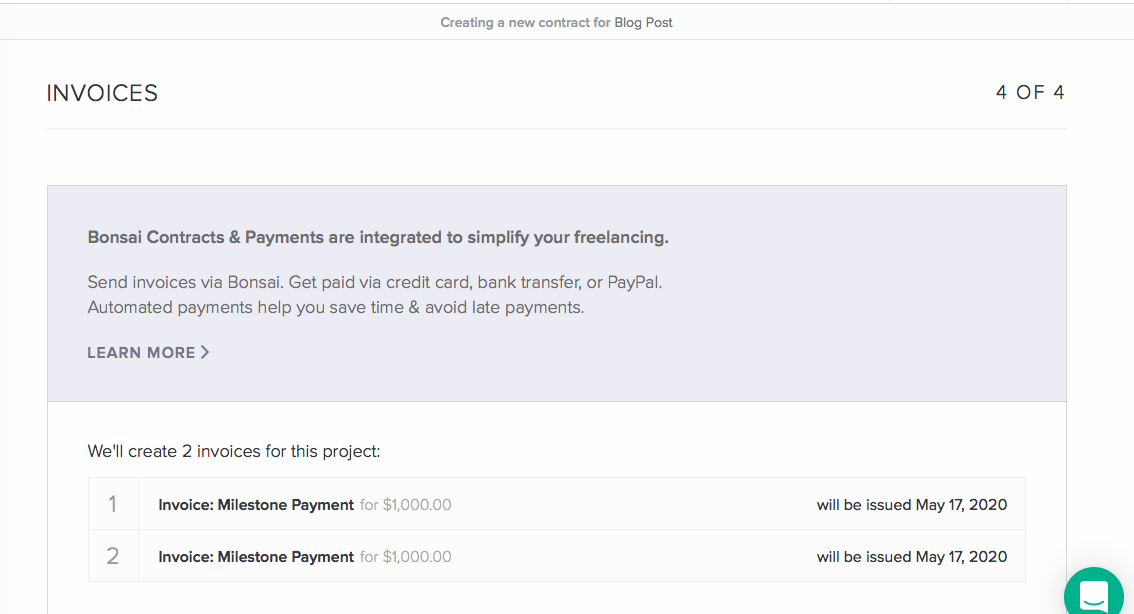 Creating a new contract for Blog Post
INVOICES
4 OF 4
Bonsai Contracts & Payments are integrated to simplify your freelancing.
Send invoices via Bonsai. Get paid via credit card, bank transfer, or PayPal.
Automated payments help you save time & avoid late payments.
LEARN MORE
We'll create 2 invoices for this project:
1 Invoice: Milestone Payment for $1,000.00 will be issued May 17, 2020
2 Invoice: Milestone Payment for $1,000.00 will be issued May 17, 2020